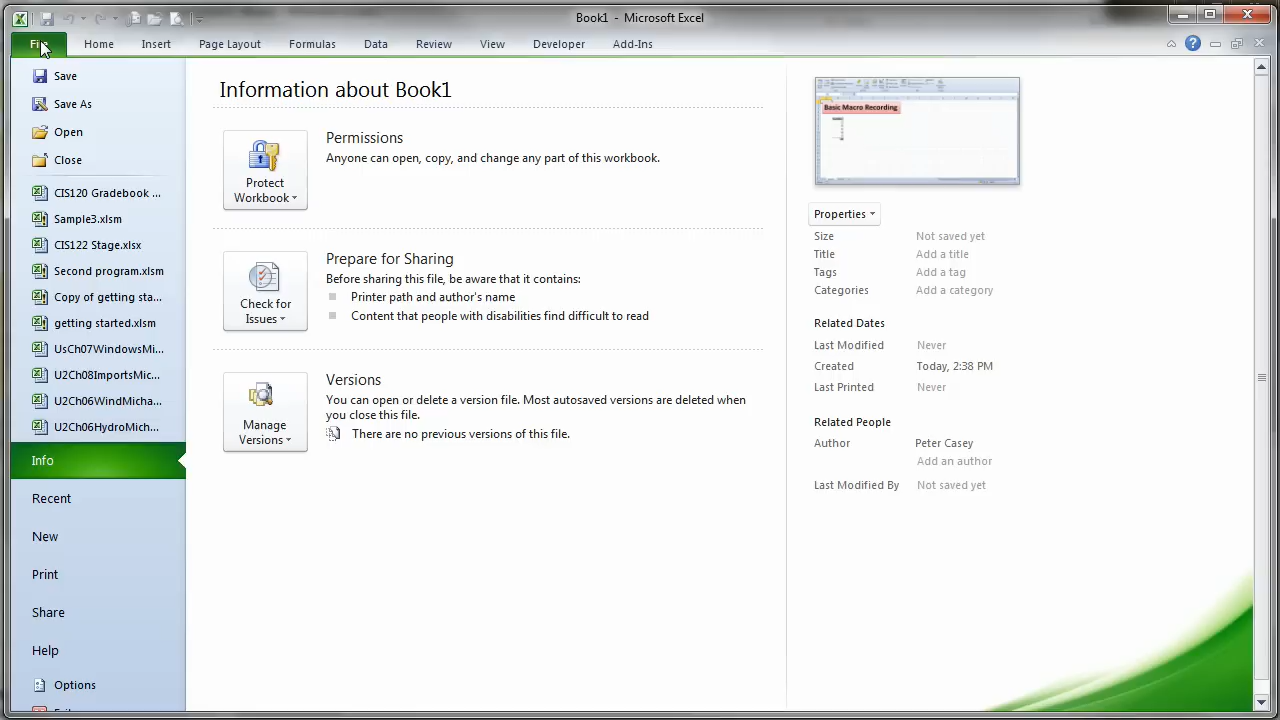 Book1 - Microsoft Excel
Home Insert Page Layout Formulas Data Review View Developer Add-Ins
Save
Save As
Open
Close
CIS120 Gradebook ...
Sample3.xlsm
CIS122 Stage.xlsx
Second program.xlsm
Copy of getting sta...
getting started.xlsm
UsCh07WindowsMi...
U2Ch08ImportsMic...
U2Ch06WindMicha...
U2Ch06HydroMich...
Info
Recent
New
Print
Share
Help
Options
Information about Book1
Protect
Workbook
Permissions
Anyone can open, copy, and change any part of this workbook.
Check for
Issues
Prepare for Sharing
Before sharing this file, be aware that it contains:
Printer path and author's name
Content that people with disabilities find difficult to read
Manage
Versions
Versions
You can open or delete a version file. Most autosaved versions are deleted when
you close this file.
There are no previous versions of this file.
Basic Macro Recording
Properties
Size Not saved yet
Title Add a title
Tags Add a tag
Categories Add a category
Related Dates
Last Modified Never
Created Today, 2:38 PM
Last Printed Never
Related People
Author Peter Casey
Add an author
Last Modified By Not saved yet